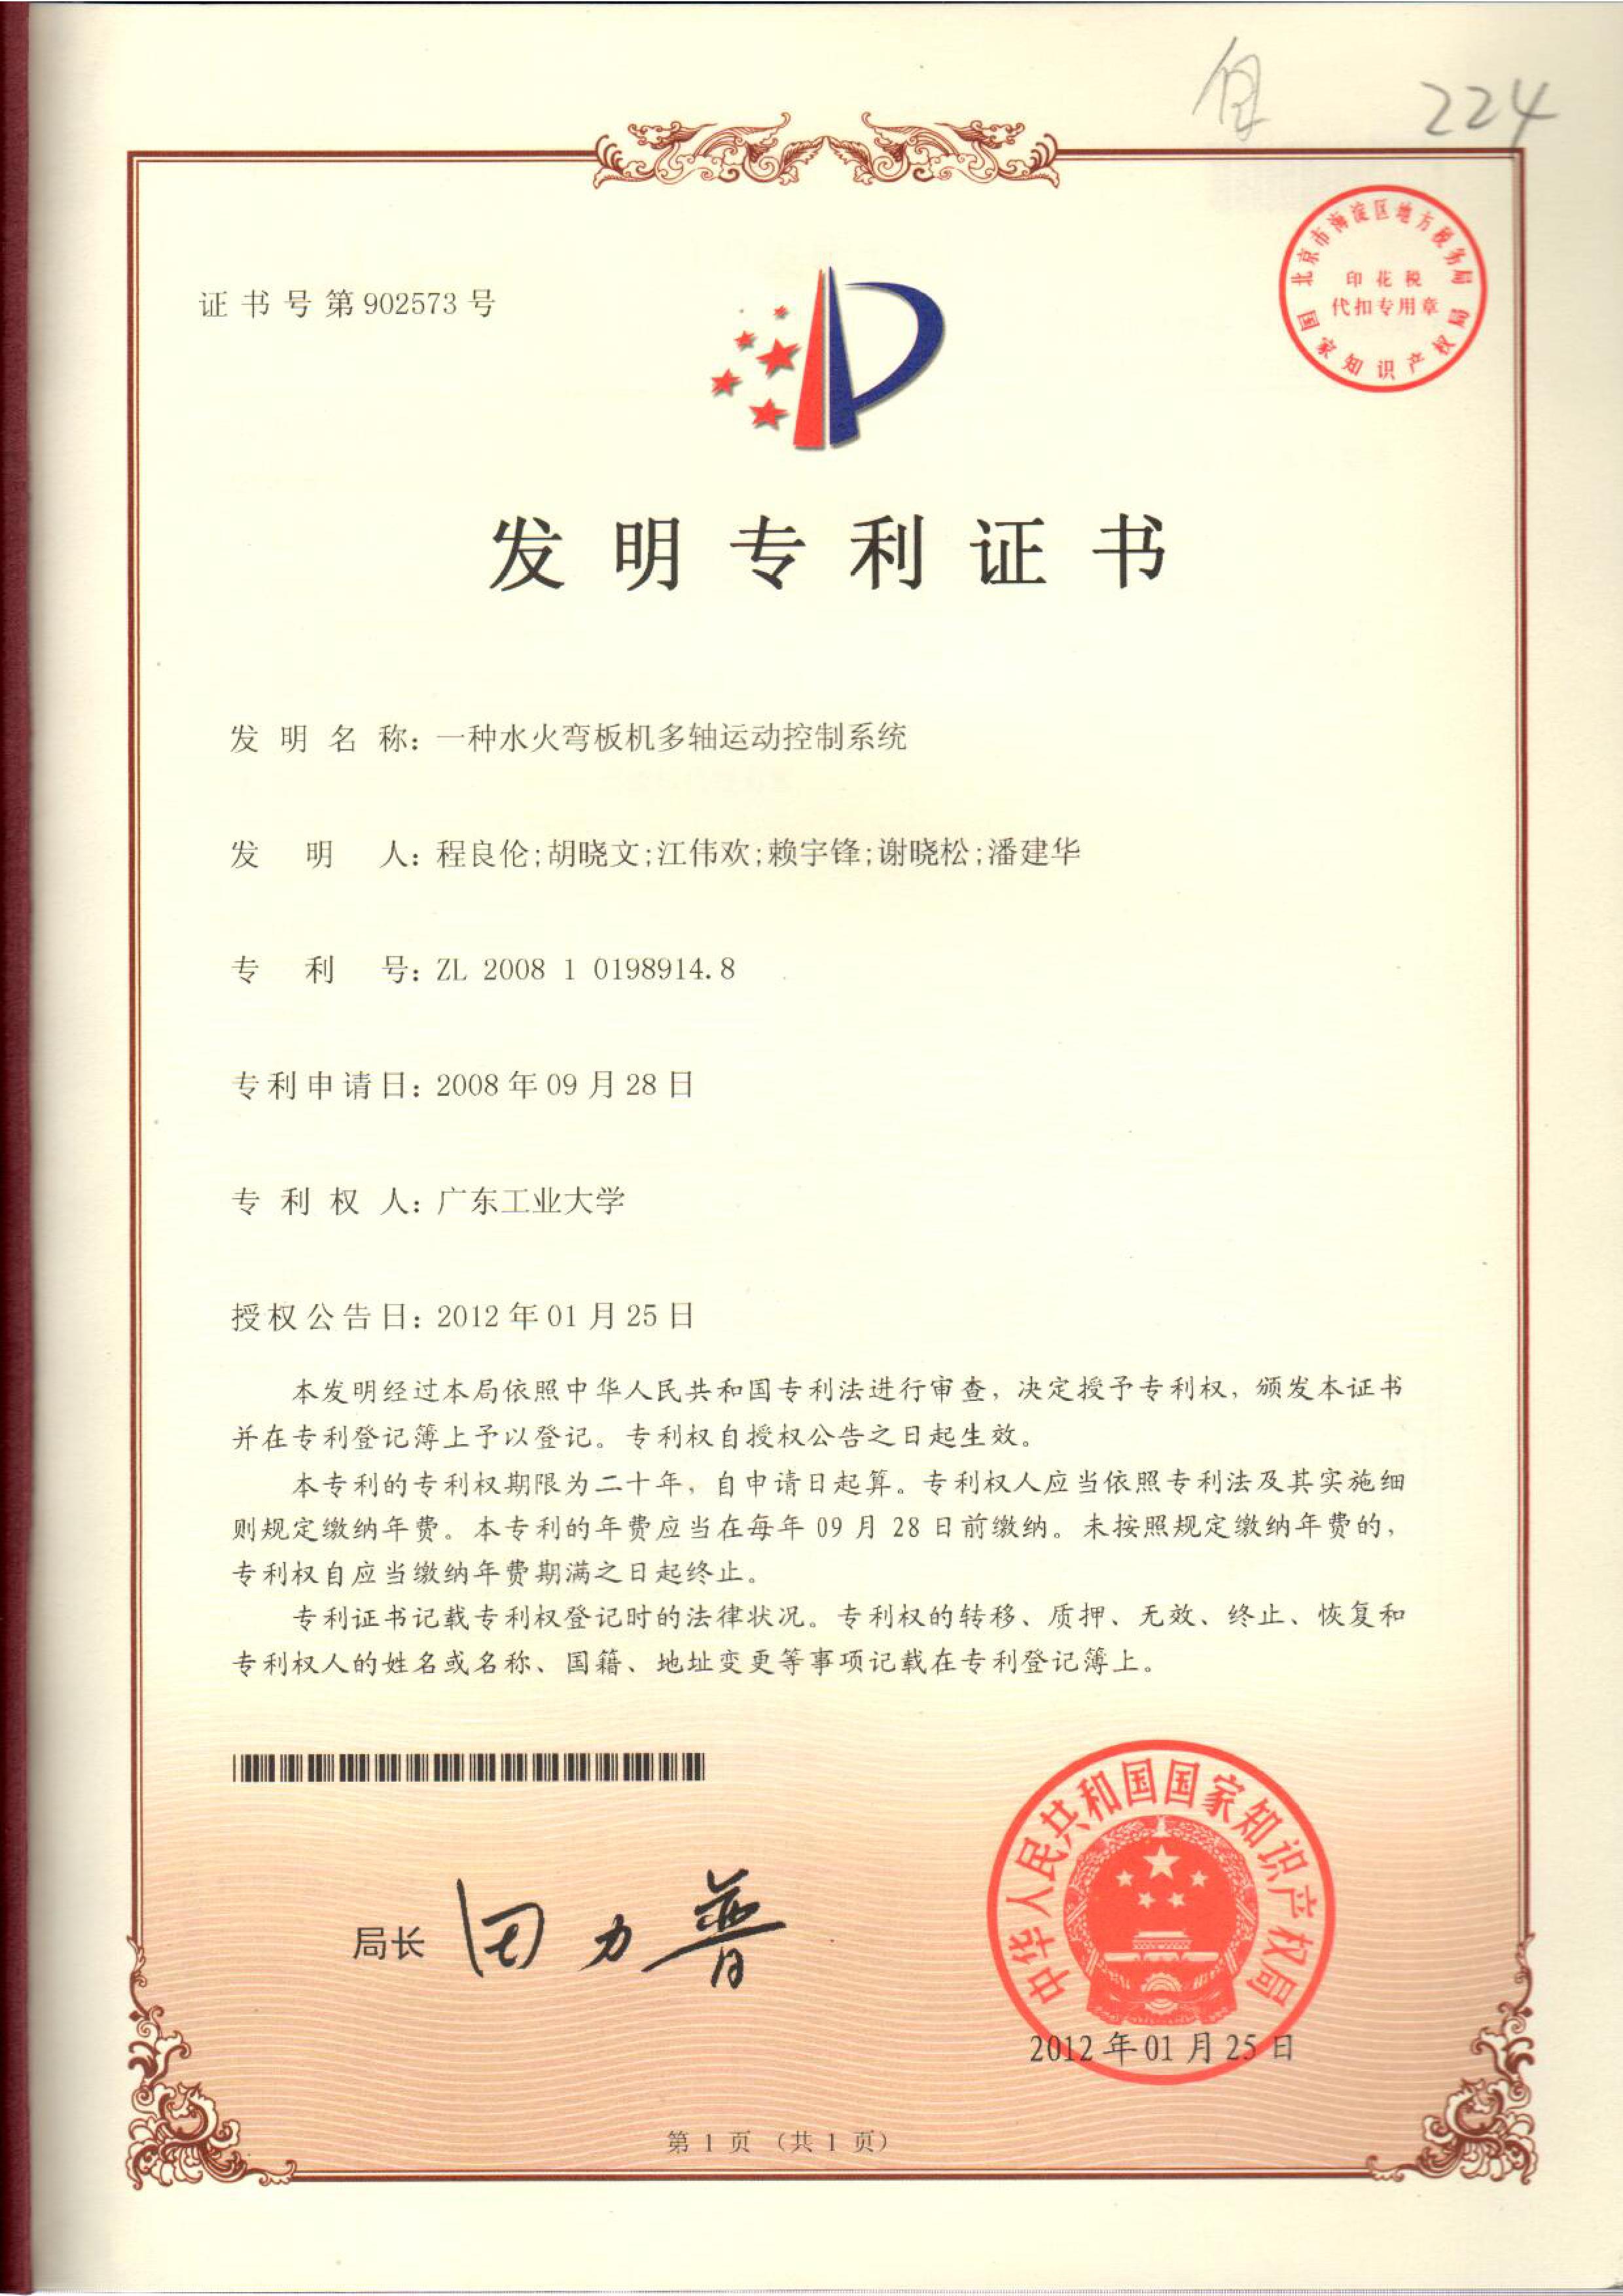 自 224
北京市海淀区地方税务局
印花税
代扣专用章
国家知识产权局
证书号第902573号
发明专利证书
发明名称：一种水火弯板机多轴运动控制系统
发明人：程良伦;胡晓文;江伟欢;赖宇锋;谢晓松;潘建华
专利号：ZL 2008 1 0198914.8
专利申请日：2008年09月28日
专利权人：广东工业大学
授权公告日：2012年01月25日
本发明经过本局依照中华人民共和国专利法进行审查，决定授予专利权，颁发本证书
并在专利登记簿上予以登记。专利权自授权公告之日起生效。
本专利的专利权期限为二十年，自申请日起算。专利权人应当依照专利法及其实施细
则规定缴纳年费。本专利的年费应当在每年09月28日前缴纳。未按照规定缴纳年费的，
专利权自应当缴纳年费期满之日起终止。
专利证书记载专利权登记时的法律状况。专利权的转移、质押、无效、终止、恢复和
专利权人的姓名或名称、国籍、地址变更等事项记载在专利登记簿上。
局长 田力普
中华人民共和国国家知识产权局
2012年01月25日
第1页（共1页）